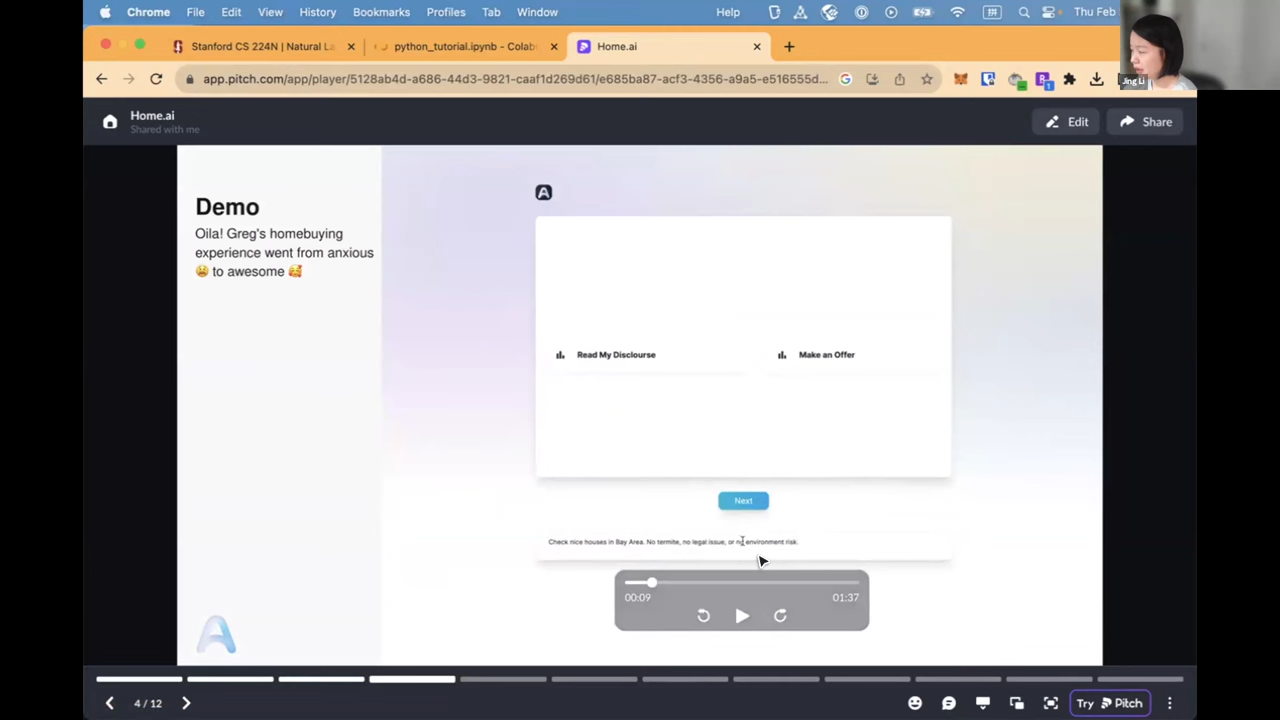 Chrome File Edit View History Bookmarks Profiles Tab Window Help Thu Feb
Stanford CS 224N | Natural La
python_tutorial.ipynb - Colab
Home.ai
app.pitch.com/app/player/5128ab4d-a686-44d3-9821-caaf1d269d61/e685ba87-acf3-4356-a9a5-e516555d...
Jing Li
Home.ai
Shared with me
Edit
Share
Demo
Oila! Greg's homebuying
experience went from anxious
😫 to awesome 🥰
A
Read My Disclourse
Make an Offer
Next
Check nice houses in Bay Area. No termite, no legal issue, or no environment risk.
00:09
01:37
A
4 / 12
Try Pitch